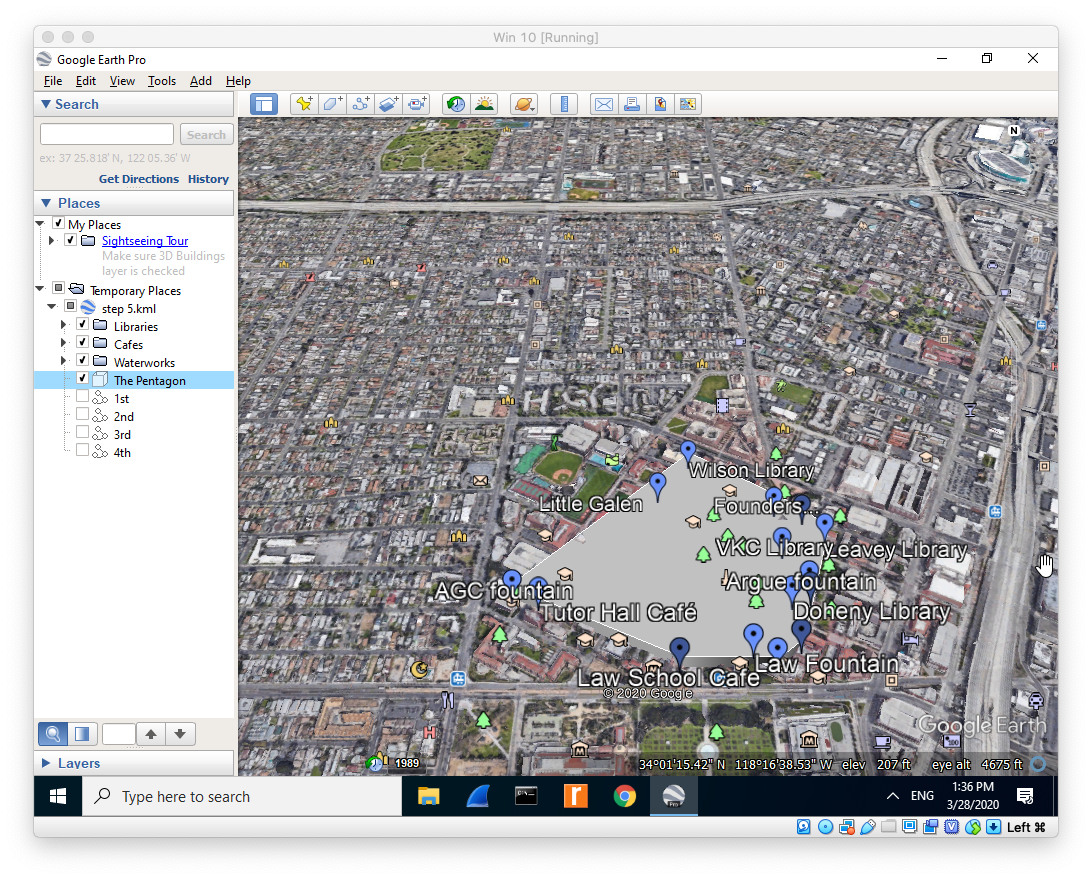 Win 10 [Running]
Google Earth Pro
File Edit View Tools Add Help
Search
Search
ex: 37 25.818' N, 122 05.36' W
Get Directions History
Places
My Places
Sightseeing Tour
Make sure 3D Buildings
layer is checked
Temporary Places
step 5.kml
Libraries
Cafes
Waterworks
The Pentagon
1st
2nd
3rd
4th
Layers
N
Wilson Library
Little Galen
Founders...
VKC Library
Leavey Library
AGC fountain
Argue fountain
Tutor Hall Café
Doheny Library
Law Fountain
Law School Cafe
© 2020 Google
Google Earth
1989
34°01'15.42" N 118°16'38.53" W elev 207 ft eye alt 4675 ft
Type here to search
Pro
ENG
1:36 PM
3/28/2020
Left ⌘